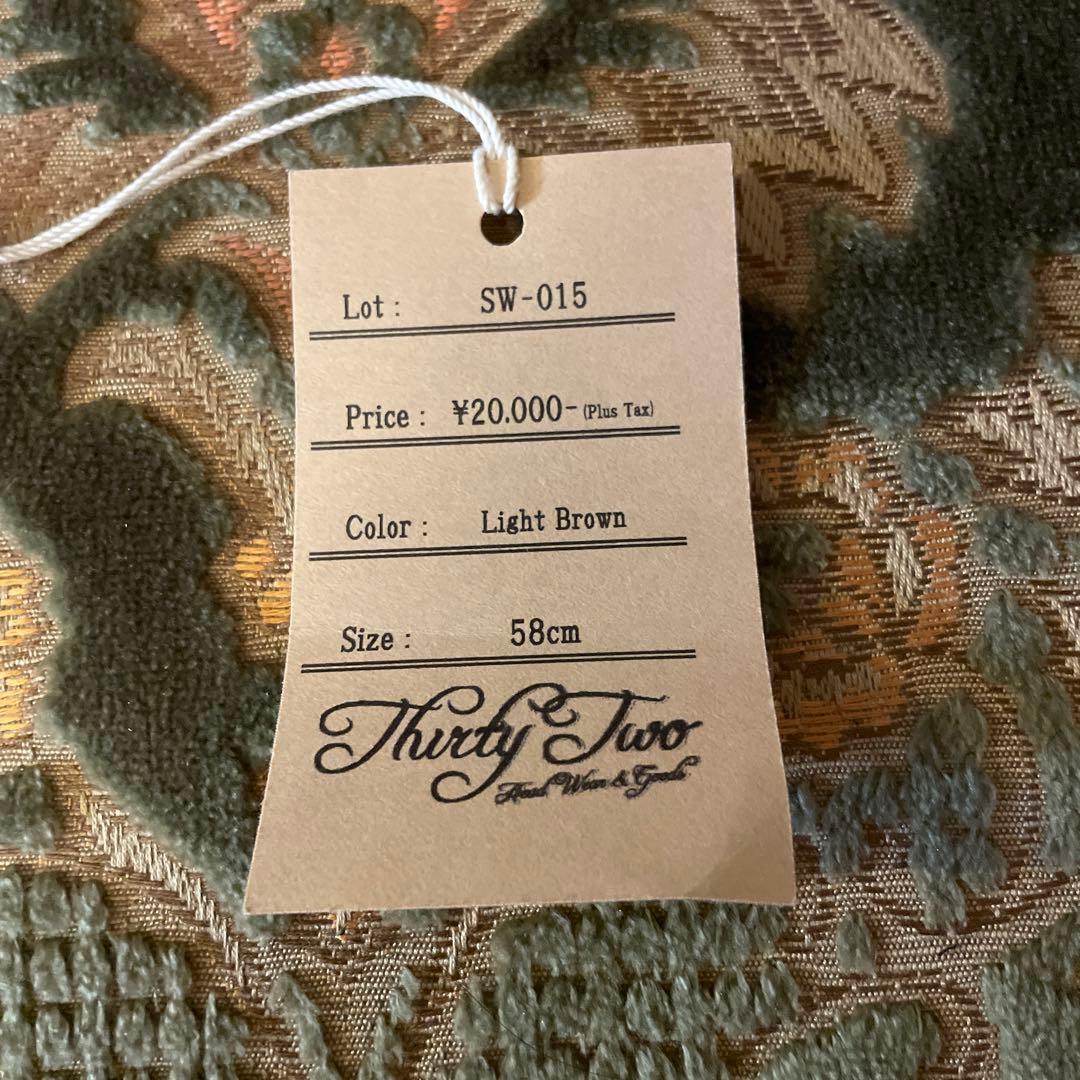 Lot : SW-015
Price : ¥20.000- (Plus Tax)
Color : Light Brown
Size : 58cm
Thirty Two
Head Wear & Goods